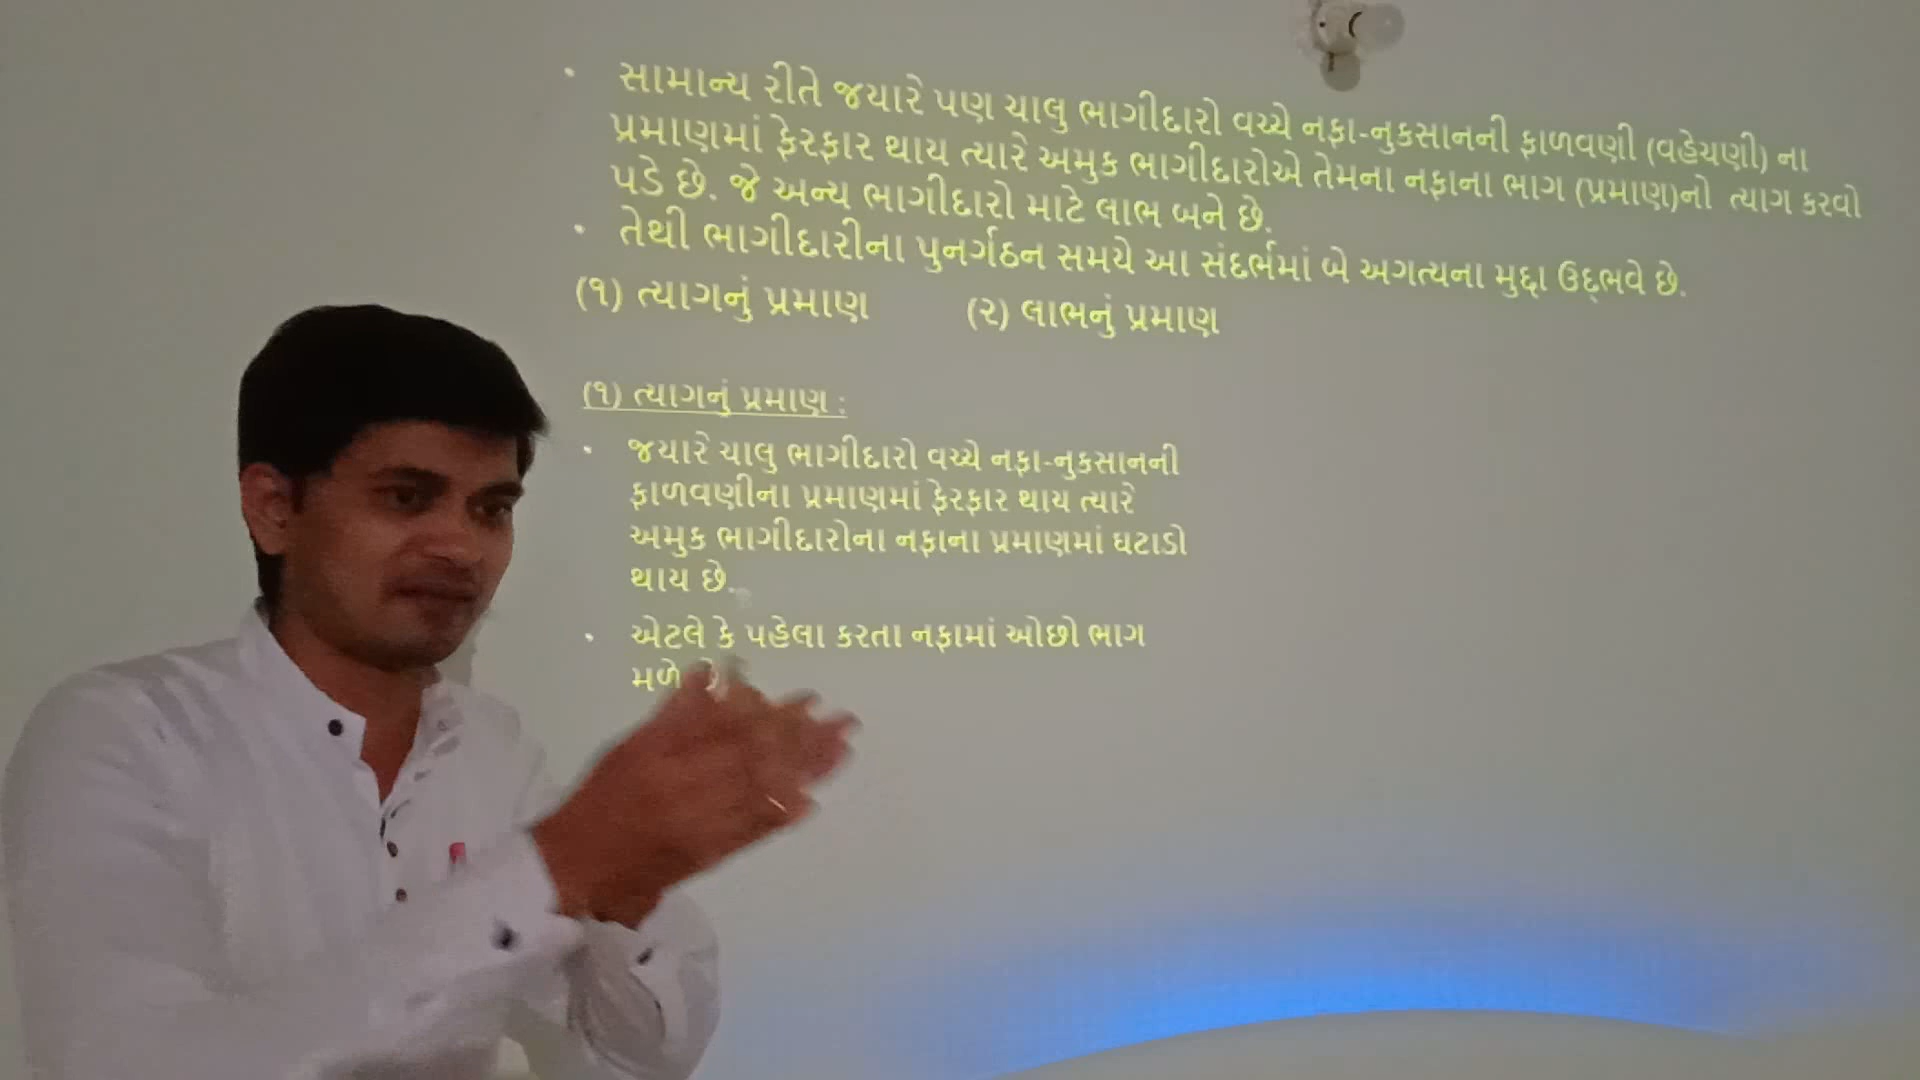 • સામાન્ય રીતે જયારે પણ ચાલુ ભાગીદારો વચ્ચે નફા-નુકસાનની ફાળવણી (વહેચણી) ના
પ્રમાણમાં ફેરફાર થાય ત્યારે અમુક ભાગીદારોએ તેમના નફાના ભાગ (પ્રમાણ)નો ત્યાગ કરવો
પડે છે. જે અન્ય ભાગીદારો માટે લાભ બને છે.
• તેથી ભાગીદારીના પુનર્ગઠન સમયે આ સંદર્ભમાં બે અગત્યના મુદ્દા ઉદ્‌ભવે છે.
(૧) ત્યાગનું પ્રમાણ (૨) લાભનું પ્રમાણ
(૧) ત્યાગનું પ્રમાણ :
• જયારે ચાલુ ભાગીદારો વચ્ચે નફા-નુકસાનની
ફાળવણીના પ્રમાણમાં ફેરફાર થાય ત્યારે
અમુક ભાગીદારોના નફાના પ્રમાણમાં ઘટાડો
થાય છે.
• એટલે કે પહેલા કરતા નફામાં ઓછો ભાગ
મળે